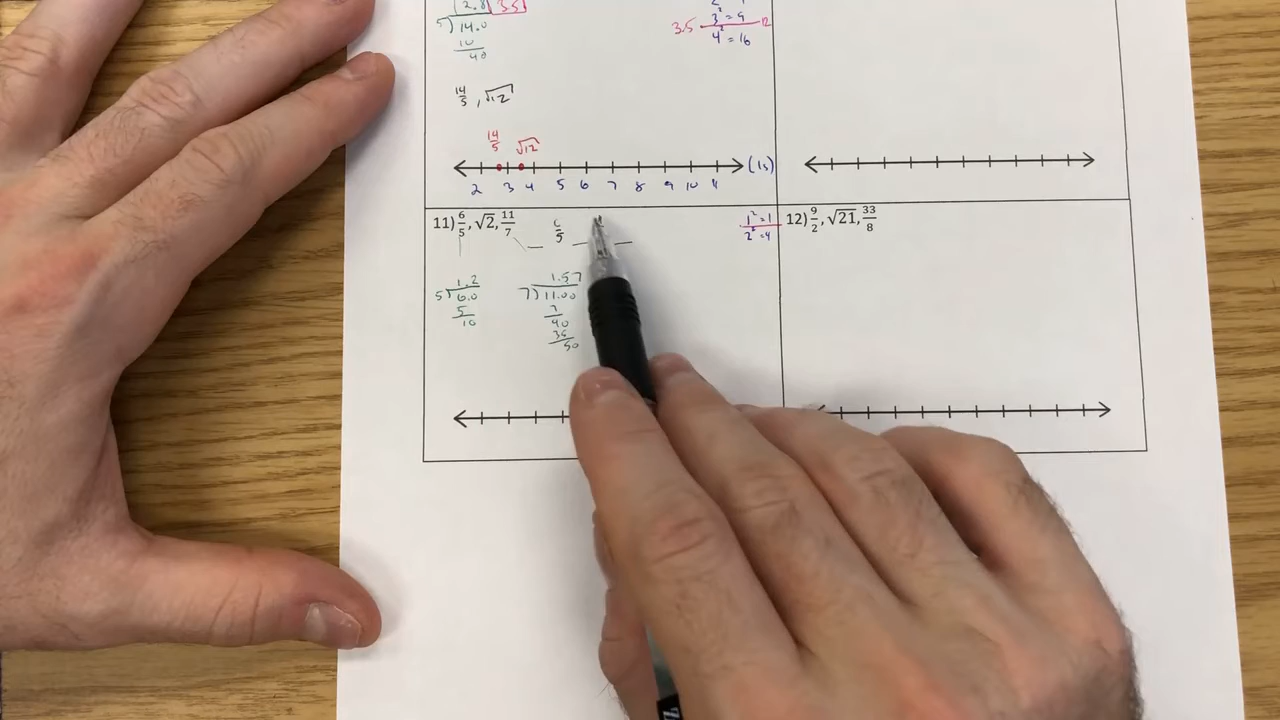 2.8 3.5
5)14.0
10
40
3² = 9
3.5 12
4² = 16
14/5 , √12
14/5 √12
(1s)
2 3 4 5 6 7 8 9 10 11
11) 6/5, √2, 11/7
6/5
1² = 1
2² = 4
1.2
5)6.0
5
10
1.57
7)11.00
7
40
35
50
12) 9/2, √21, 33/8